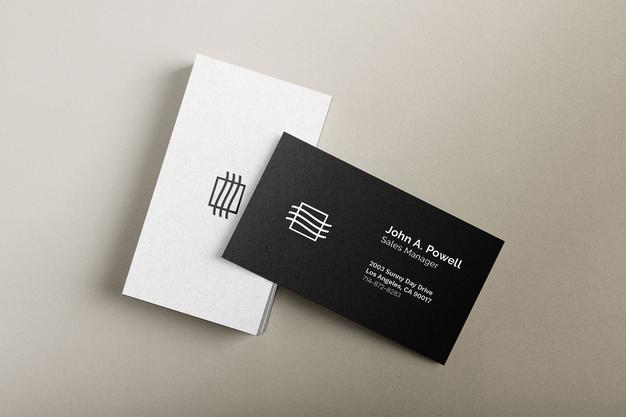 John A. Powell
Sales Manager
2003 Sunny Day Drive
Los Angeles, CA 90017
714-872-8283